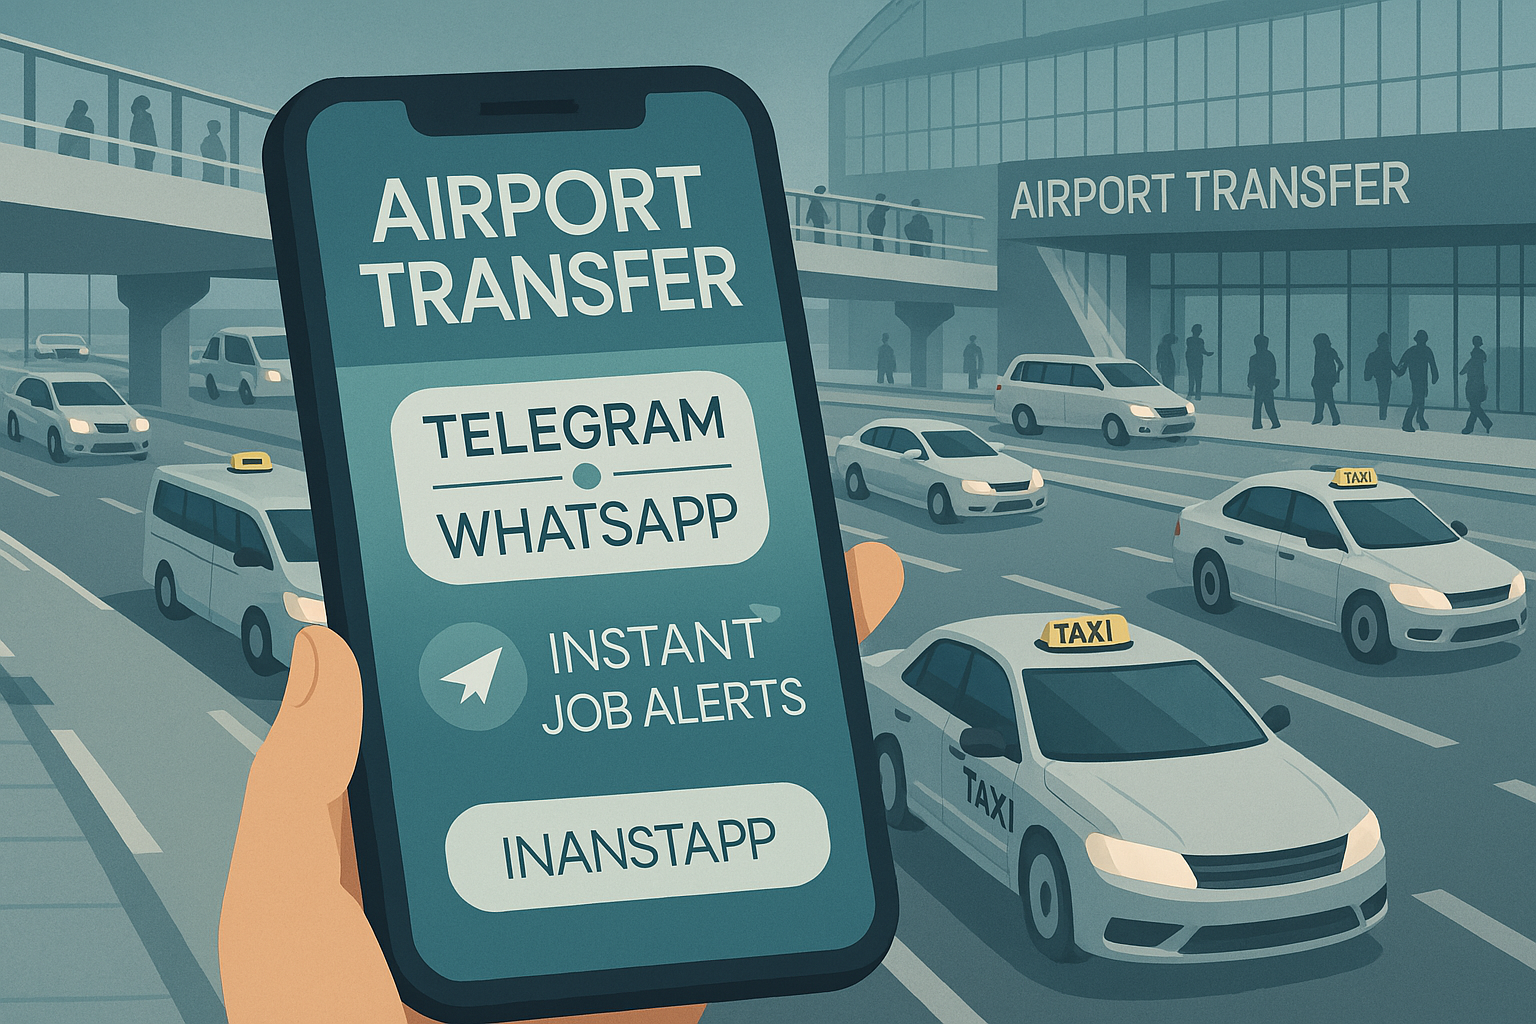 AIRPORT
TRANSFER
TELEGRAM
WHATSAPP
INSTANT
JOB ALERTS
INANSTAPP
AIRPORT TRANSFER
TAXI
TAXI
TAXI